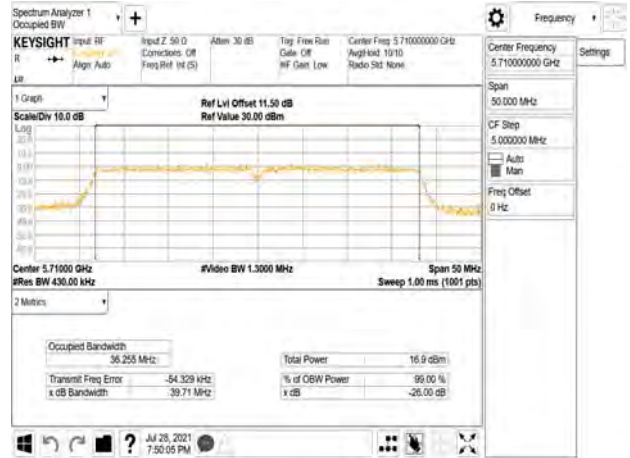 Spectrum Analyzer 1
Occupied BW
Frequency
KEYSIGHT
Input: RF
Input Z: 50 Ω
Atten: 30 dB
Trig: Free Run
Center Freq: 5.710000000 GHz
R
Corrections: Off
Gate: Off
Avg|Hold: 10/10
Align: Auto
Freq Ref: Int (S)
#IF Gain: Low
Radio Std: None
Center Frequency
5.710000000 GHz
Settings
Span
50.000 MHz
CF Step
5.000000 MHz
Auto
Man
Freq Offset
0 Hz
1 Graph
Ref Lvl Offset 11.50 dB
Scale/Div 10.0 dB
Ref Value 30.00 dBm
Log
Center 5.71000 GHz
#Video BW 1.3000 MHz
Span 50 MHz
#Res BW 430.00 kHz
Sweep 1.00 ms (1001 pts)
2 Metrics
Occupied Bandwidth
36.255 MHz
Total Power
16.9 dBm
Transmit Freq Error
-54.329 kHz
% of OBW Power
99.00 %
x dB Bandwidth
39.71 MHz
x dB
-26.00 dB
?
Jul 28, 2021
7:50:05 PM